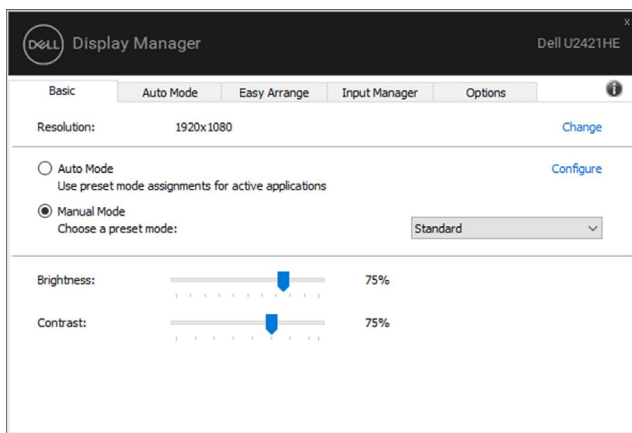 DELL Display Manager
x
Dell U2421HE
Basic Auto Mode Easy Arrange Input Manager Options
Resolution: 1920x1080 Change
Auto Mode Configure
Use preset mode assignments for active applications
Manual Mode
Choose a preset mode: Standard
Brightness: 75%
Contrast: 75%